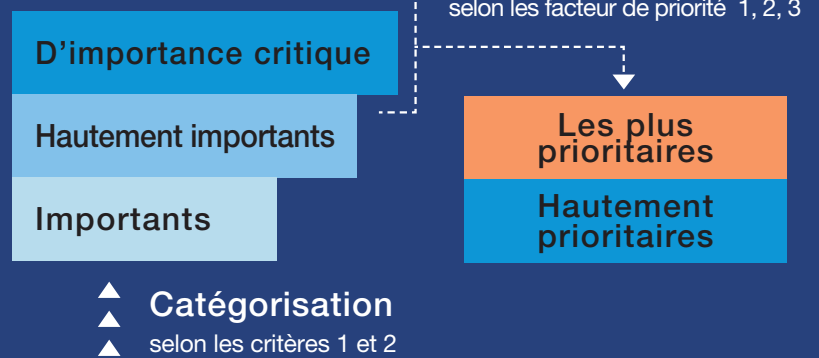 selon les facteur de priorité 1, 2, 3
D’importance critique
Hautement importants
Importants
Les plus
prioritaires
Hautement
prioritaires
Catégorisation
selon les critères 1 et 2